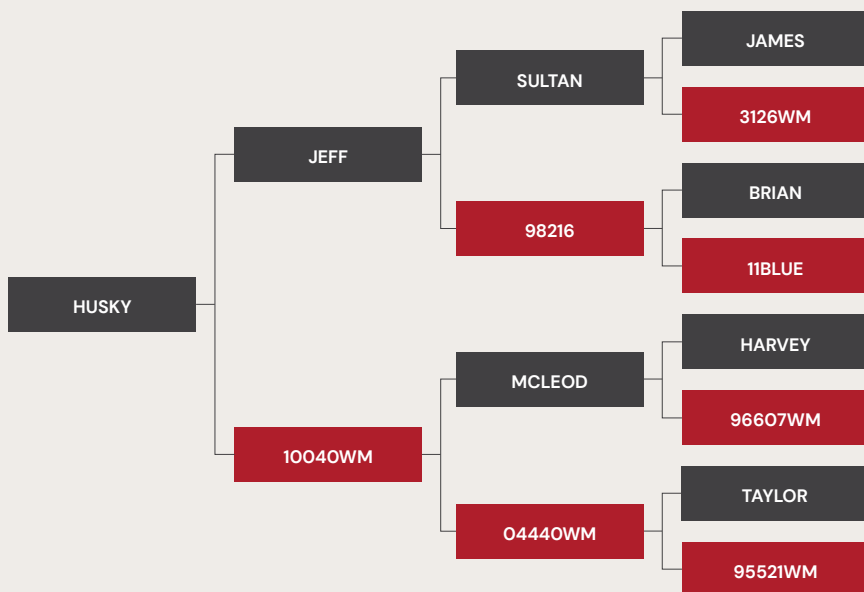 JAMES
SULTAN
3126WM
JEFF
BRIAN
98216
11BLUE
HUSKY
HARVEY
MCLEOD
96607WM
10040WM
TAYLOR
04440WM
95521WM